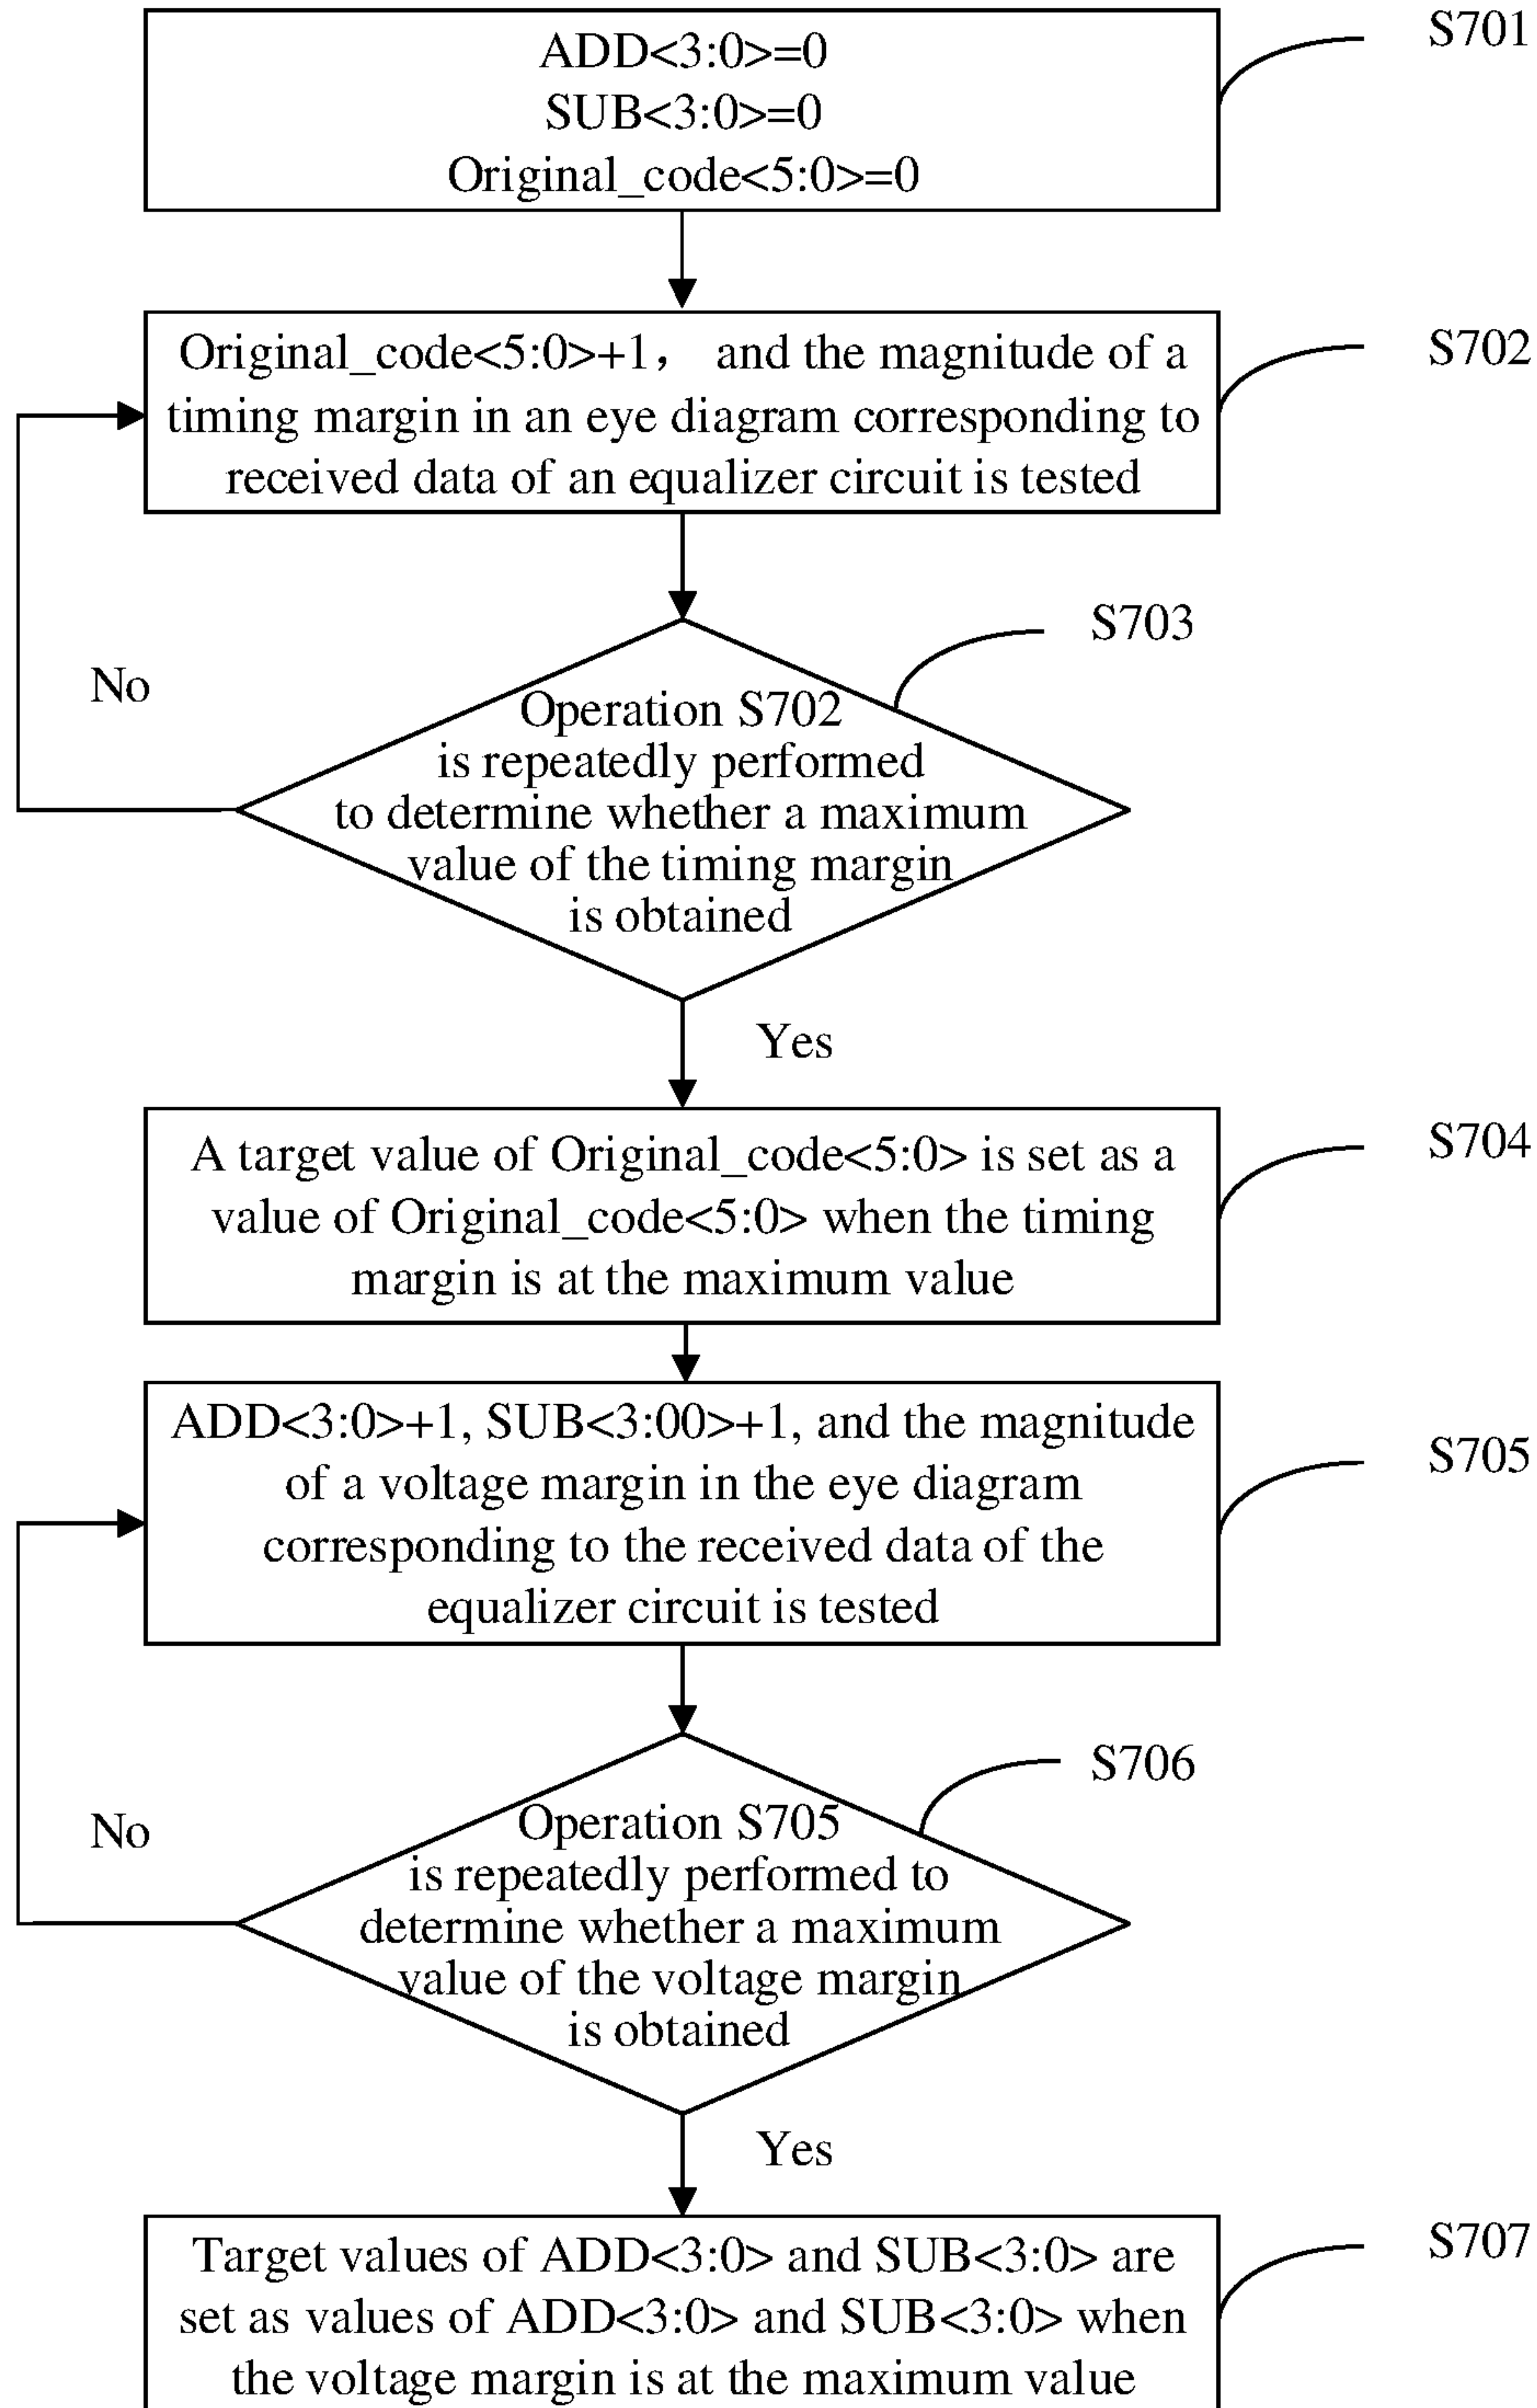 ADD<3:0>=0
SUB<3:0>=0
Original_code<5:0>=0
S701
Original_code<5:0>+1， and the magnitude of a
timing margin in an eye diagram corresponding to
received data of an equalizer circuit is tested
S702
No
Operation S702
is repeatedly performed
to determine whether a maximum
value of the timing margin
is obtained
S703
Yes
A target value of Original_code<5:0> is set as a
value of Original_code<5:0> when the timing
margin is at the maximum value
S704
ADD<3:0>+1, SUB<3:00>+1, and the magnitude
of a voltage margin in the eye diagram
corresponding to the received data of the
equalizer circuit is tested
S705
No
Operation S705
is repeatedly performed to
determine whether a maximum
value of the voltage margin
is obtained
S706
Yes
Target values of ADD<3:0> and SUB<3:0> are
set as values of ADD<3:0> and SUB<3:0> when
the voltage margin is at the maximum value
S707